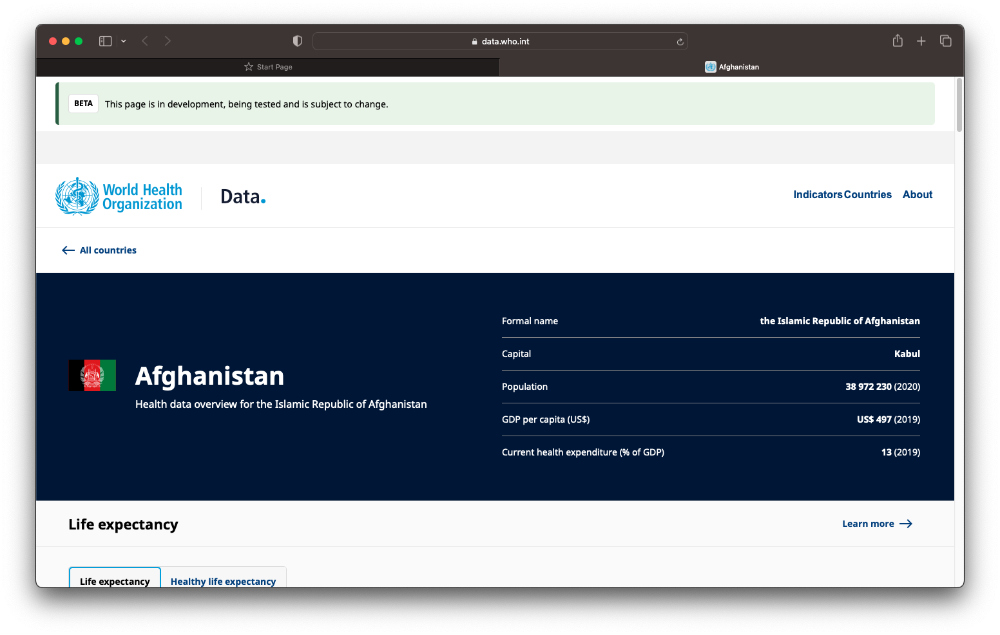 data.who.int
Start Page
Afghanistan
BETA This page is in development, being tested and is subject to change.
World Health
Organization
Data.
Indicators Countries About
All countries
Afghanistan
Health data overview for the Islamic Republic of Afghanistan
Formal name the Islamic Republic of Afghanistan
Capital Kabul
Population 38 972 230 (2020)
GDP per capita (US$) US$ 497 (2019)
Current health expenditure (% of GDP) 13 (2019)
Life expectancy Learn more
Life expectancy Healthy life expectancy